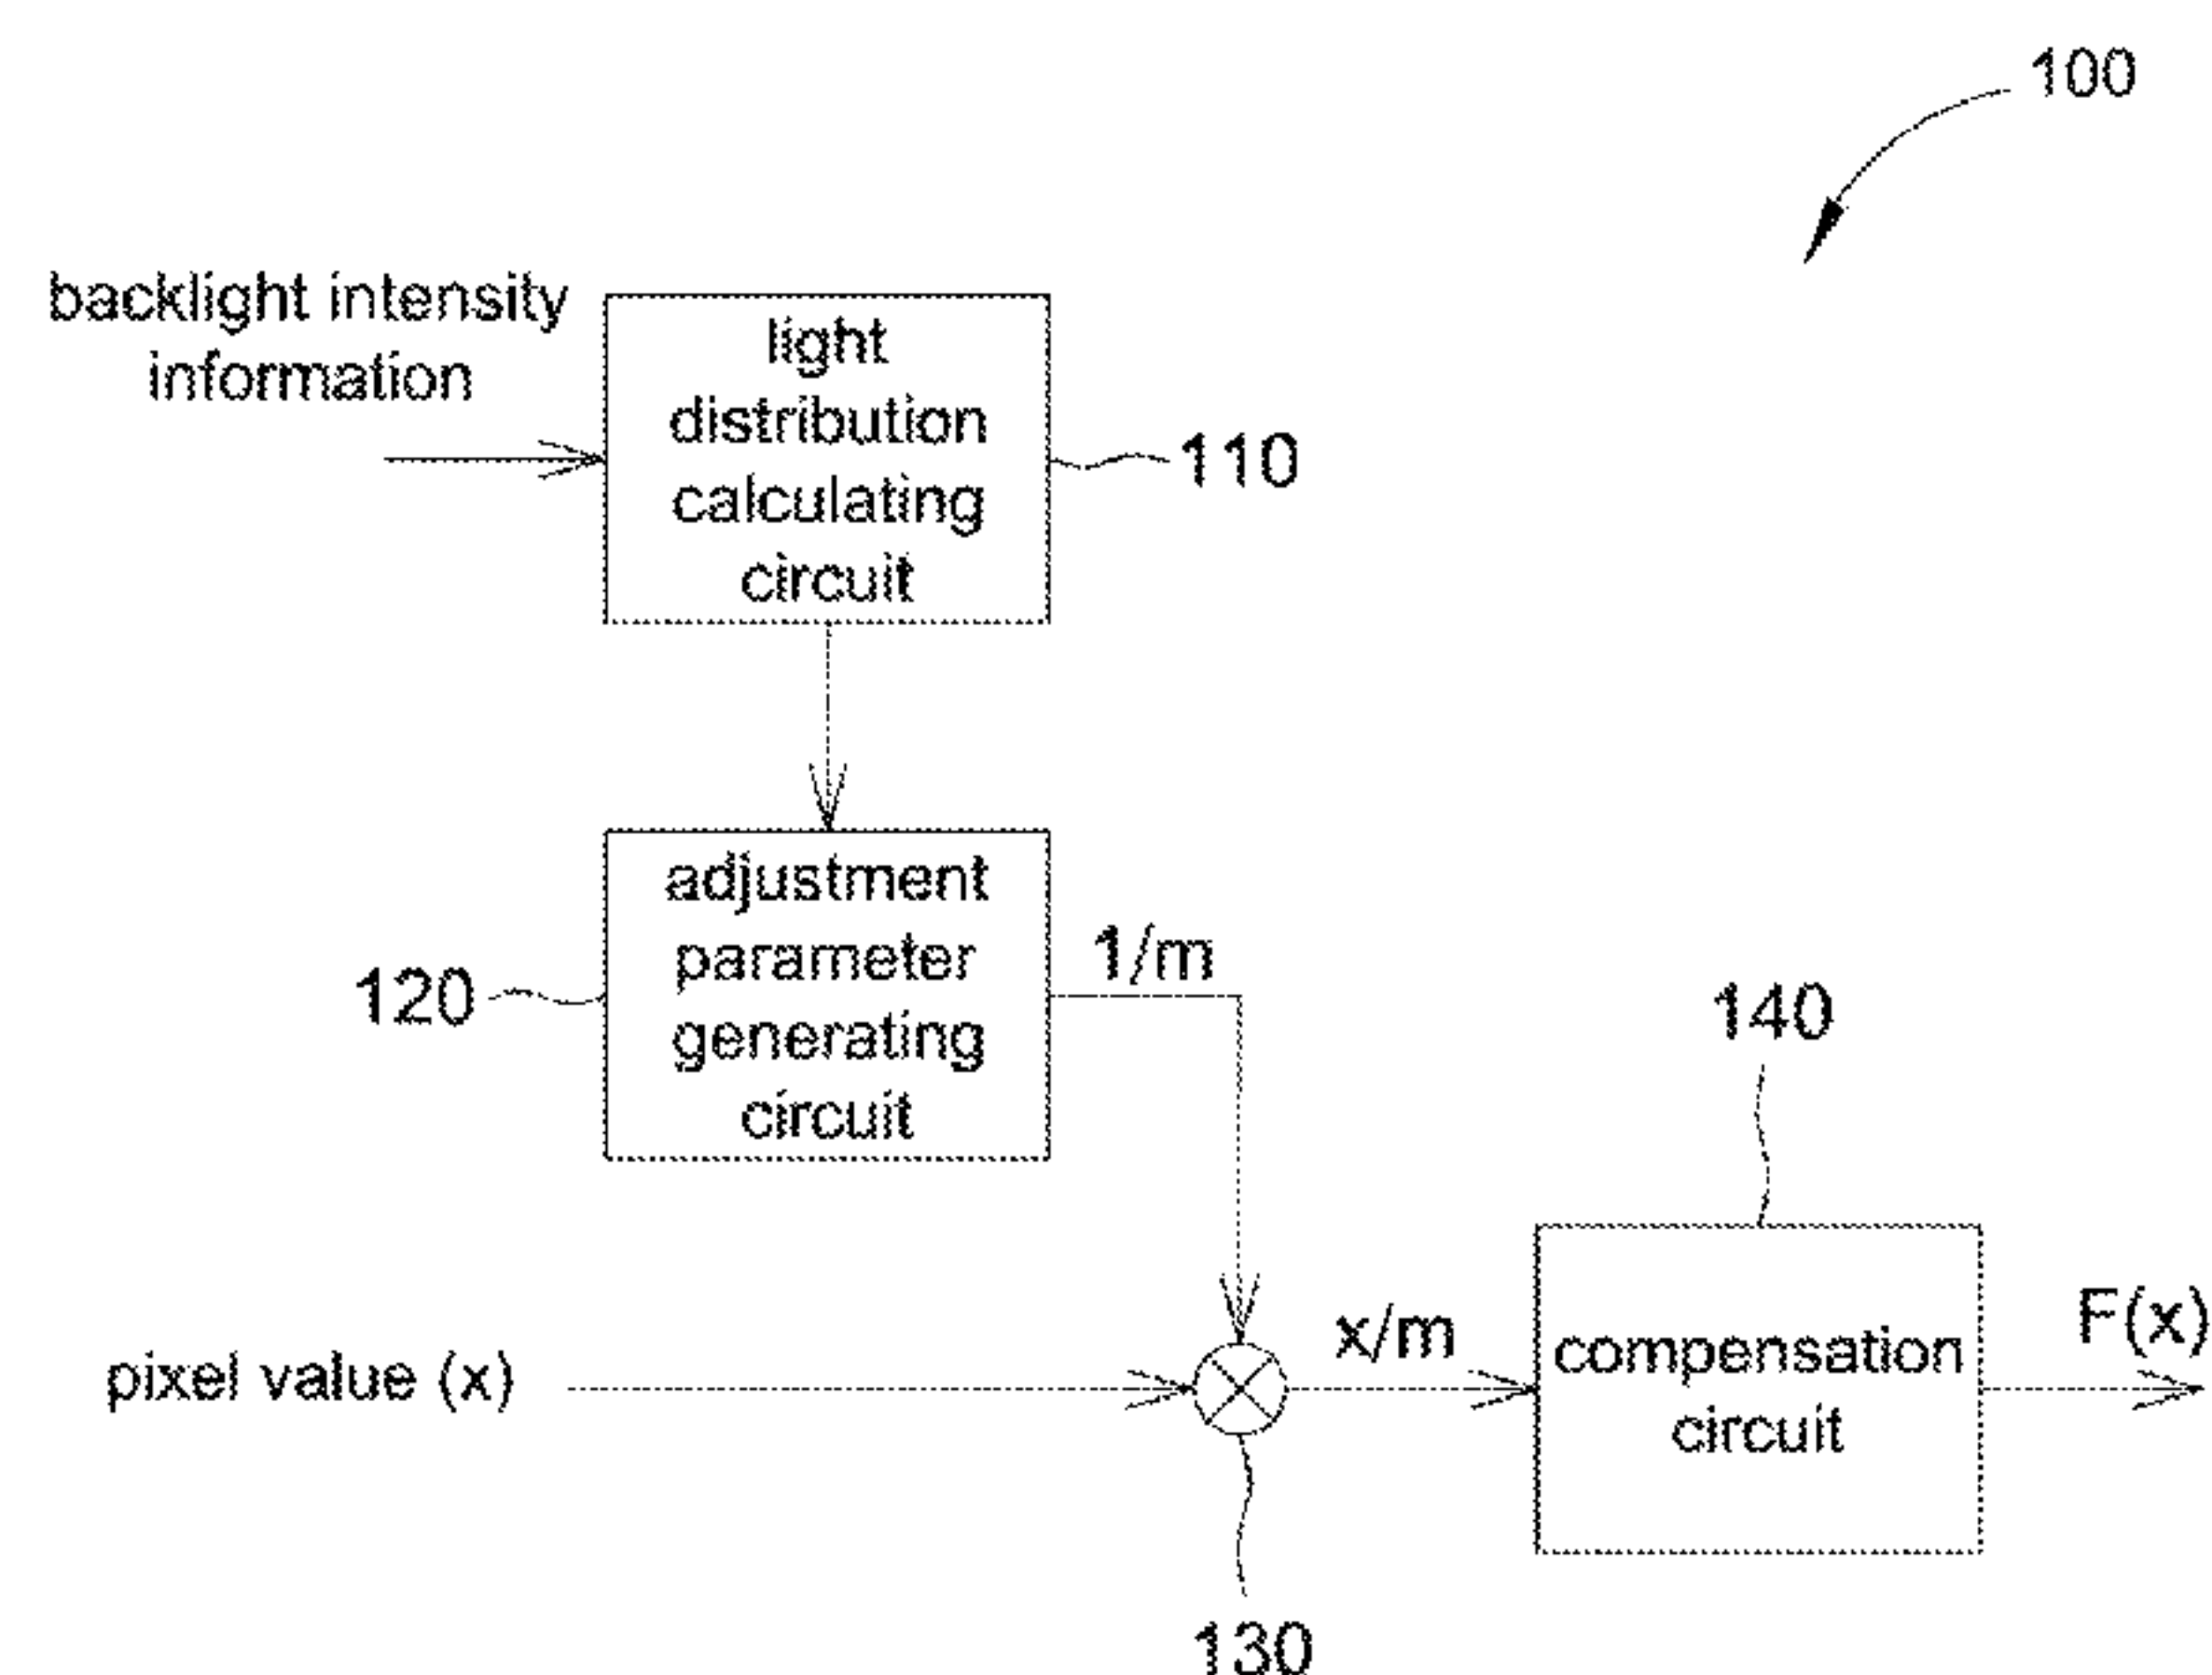 100
backlight intensity
information
light
distribution
calculating
circuit
110
adjustment
parameter
generating
circuit
120
1/m
140
pixel value (x)
x/m
compensation
circuit
F(x)
130